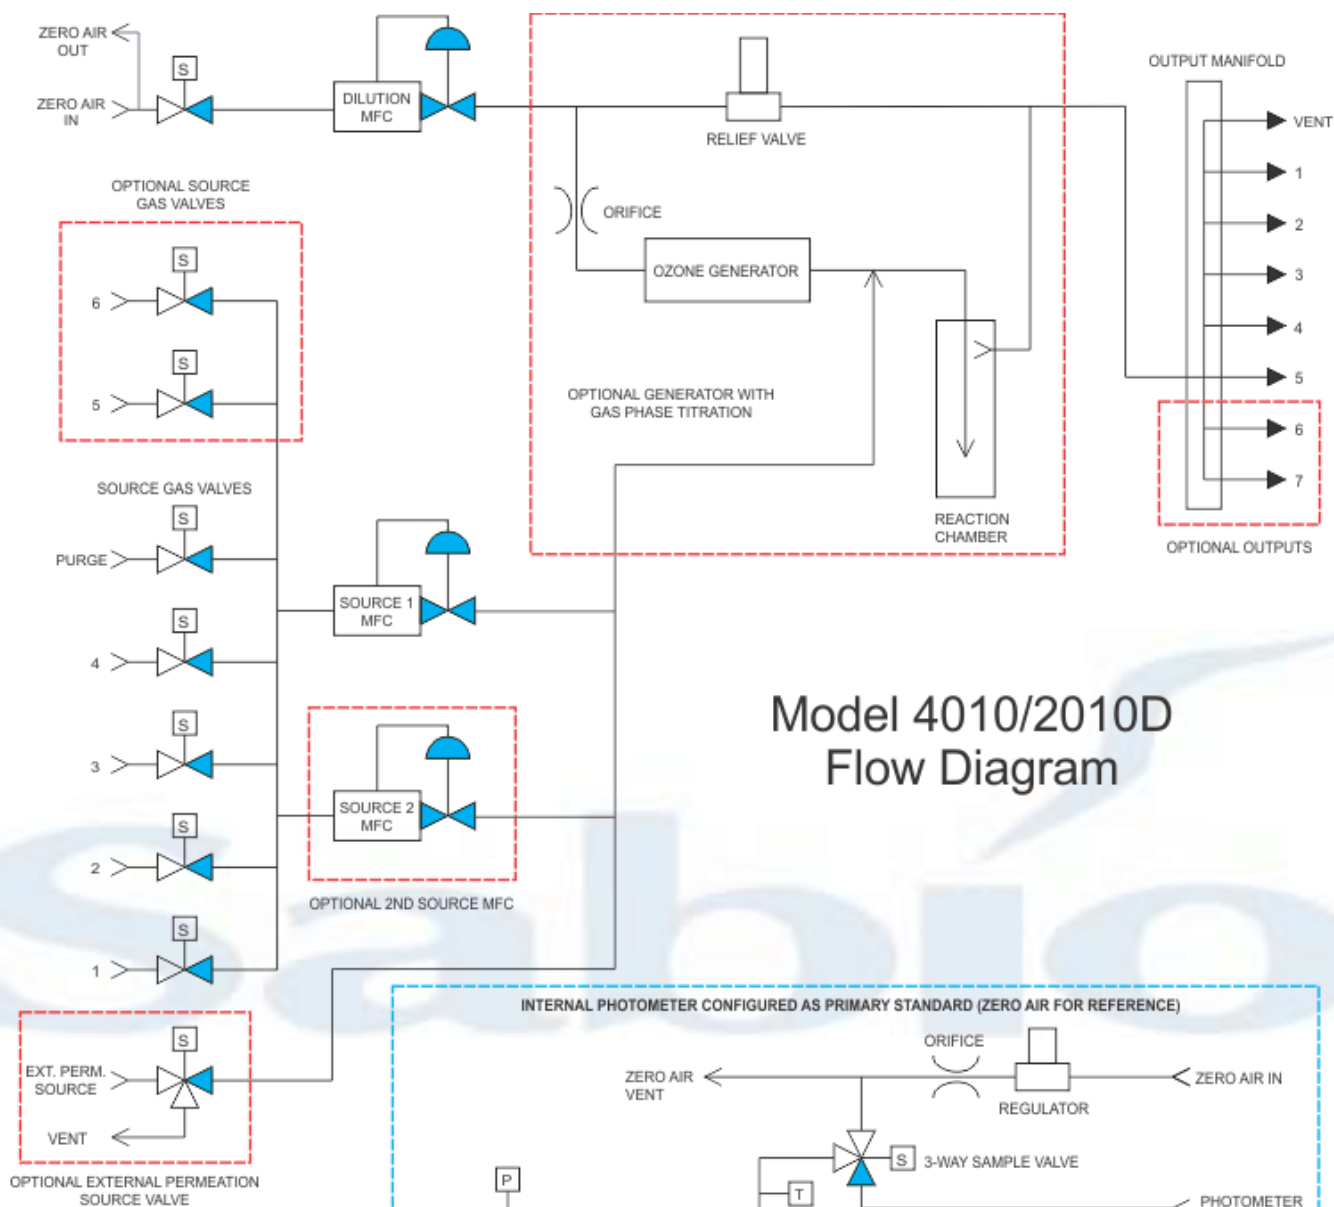 ZERO AIR
OUT
S
ZERO AIR
IN
DILUTION
MFC
RELIEF VALVE
OUTPUT MANIFOLD
VENT
1
2
3
4
5
6
7
OPTIONAL OUTPUTS
ORIFICE
OZONE GENERATOR
OPTIONAL GENERATOR WITH
GAS PHASE TITRATION
REACTION
CHAMBER
OPTIONAL SOURCE
GAS VALVES
S
6
S
5
SOURCE GAS VALVES
S
PURGE
S
4
S
3
S
2
S
1
SOURCE 1
MFC
SOURCE 2
MFC
OPTIONAL 2ND SOURCE MFC
Model 4010/2010D
Flow Diagram
Sabio
S
EXT. PERM.
SOURCE
VENT
OPTIONAL EXTERNAL PERMEATION
SOURCE VALVE
INTERNAL PHOTOMETER CONFIGURED AS PRIMARY STANDARD (ZERO AIR FOR REFERENCE)
ORIFICE
ZERO AIR
VENT
ZERO AIR IN
REGULATOR
S
3-WAY SAMPLE VALVE
P
T
PHOTOMETER